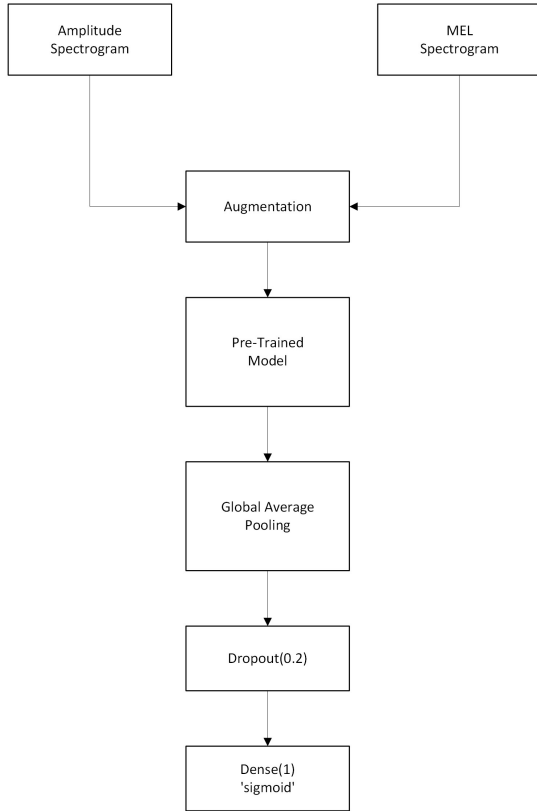 Amplitude
Spectrogram
MEL
Spectrogram
Augmentation
Pre-Trained
Model
Global Average
Pooling
Dropout(0.2)
Dense(1)
'sigmoid'